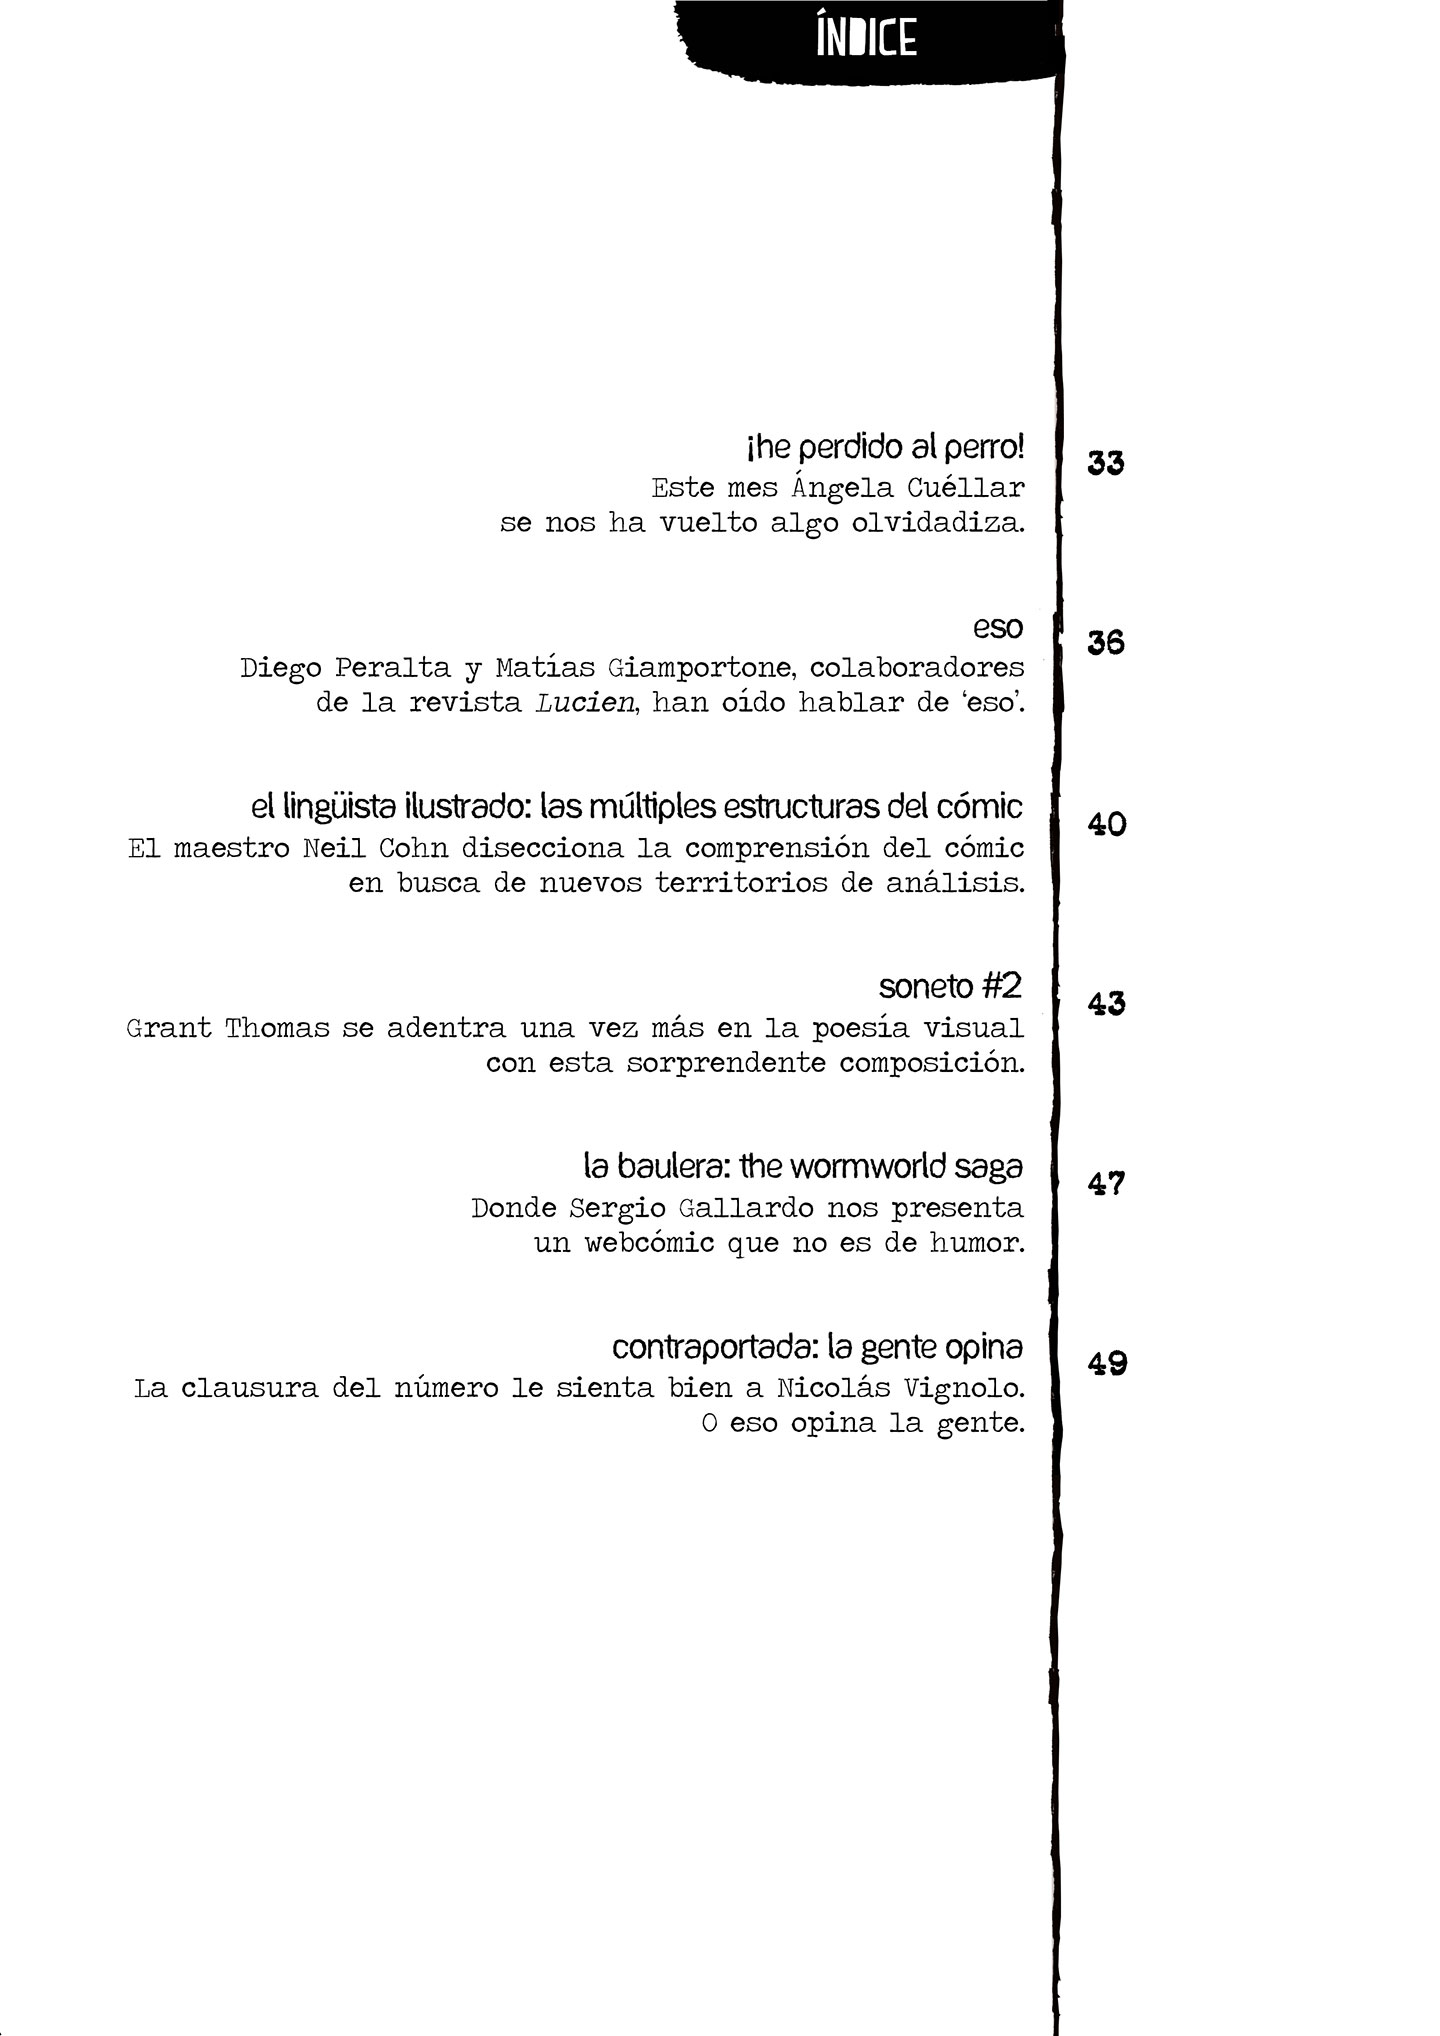 ÍNDICE
¡he perdido al perro!
33
Este mes Ángela Cuéllar
se nos ha vuelto algo olvidadiza.
eso
36
Diego Peralta y Matías Giamportone, colaboradores
de la revista Lucien, han oído hablar de ‘eso’.
el lingüista ilustrado: las múltiples estructuras del cómic
40
El maestro Neil Cohn disecciona la comprensión del cómic
en busca de nuevos territorios de análisis.
soneto #2
43
Grant Thomas se adentra una vez más en la poesía visual
con esta sorprendente composición.
la baulera: the wormworld saga
47
Donde Sergio Gallardo nos presenta
un webcómic que no es de humor.
contraportada: la gente opina
49
La clausura del número le sienta bien a Nicolás Vignolo.
O eso opina la gente.